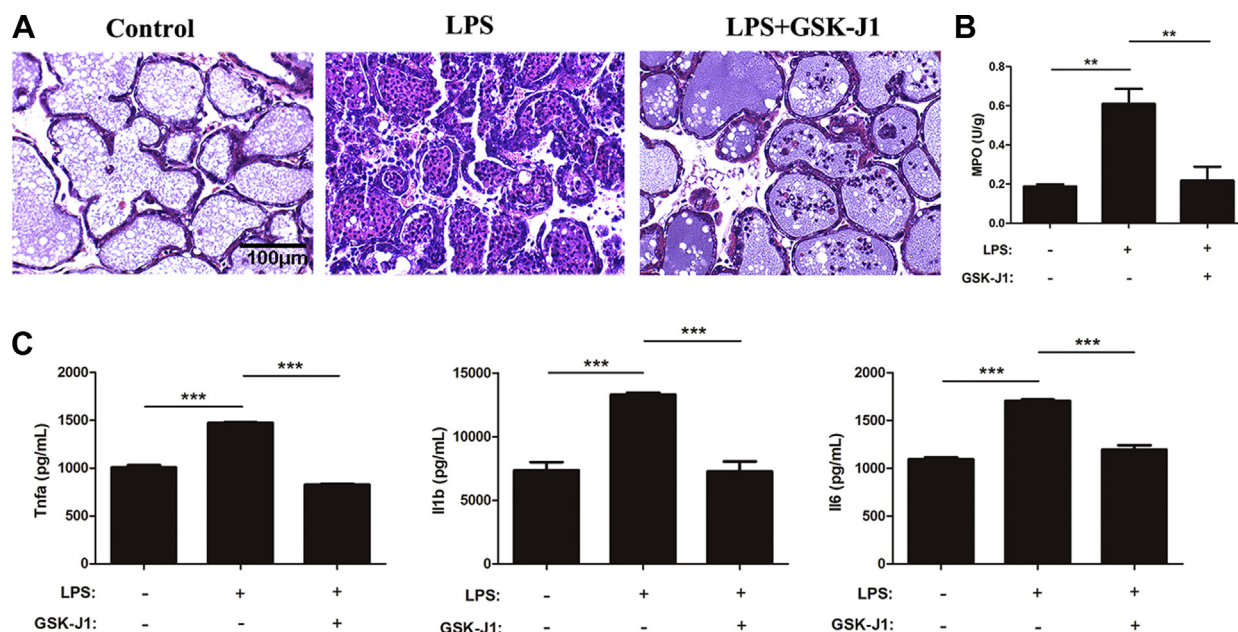 A
Control
LPS
LPS+GSK-J1
100μm
B
**
**
MPO (U/g)
0.8
0.6
0.4
0.2
0.0
LPS: - + +
GSK-J1: - - +
C
***
***
Tnfa (pg/mL)
2000
1500
1000
500
0
LPS: - + +
GSK-J1: - - +
***
***
Il1b (pg/mL)
15000
10000
5000
0
LPS: - + +
GSK-J1: - - +
***
***
Il6 (pg/mL)
2000
1500
1000
500
0
LPS: - + +
GSK-J1: - - +